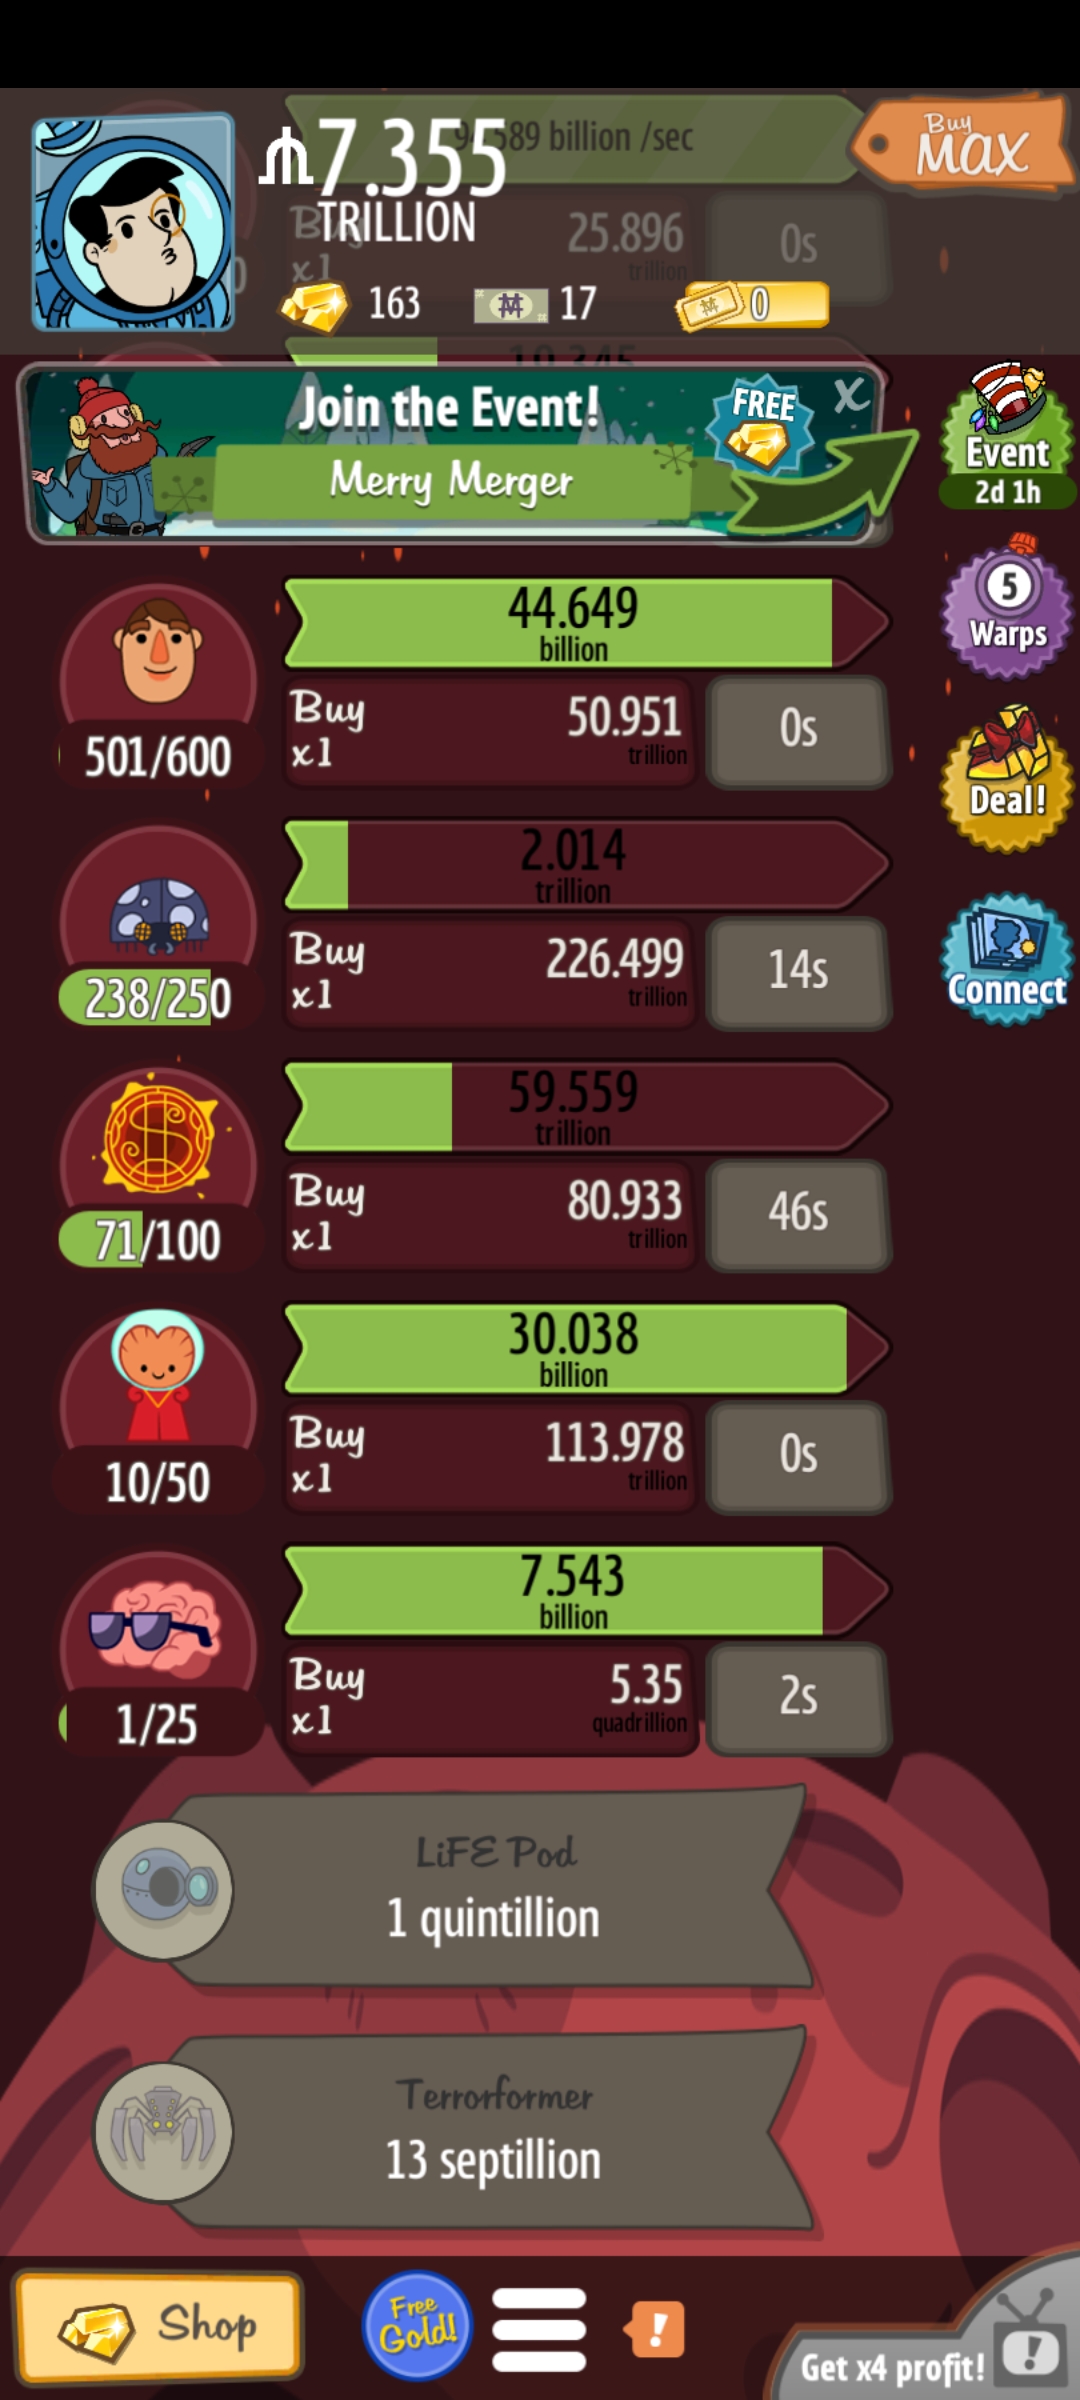 7.355
589 billion /sec
TRILLION
Buy
MAX
Buy
x1
25.896
trillion
0s
163
17
0
Join the Event!
Merry Merger
FREE
X
Event
2d 1h
44.649
billion
Buy
x1
50.951
trillion
0s
501/600
5
Warps
2.014
trillion
Buy
x1
226.499
trillion
14s
238/250
Deal!
Connect
59.559
trillion
Buy
x1
80.933
trillion
46s
71/100
30.038
billion
Buy
x1
113.978
trillion
0s
10/50
7.543
billion
Buy
x1
5.35
quadrillion
2s
1/25
LiFE Pod
1 quintillion
Terrorformer
13 septillion
Shop
Free
Gold!
!
Get x4 profit!
!